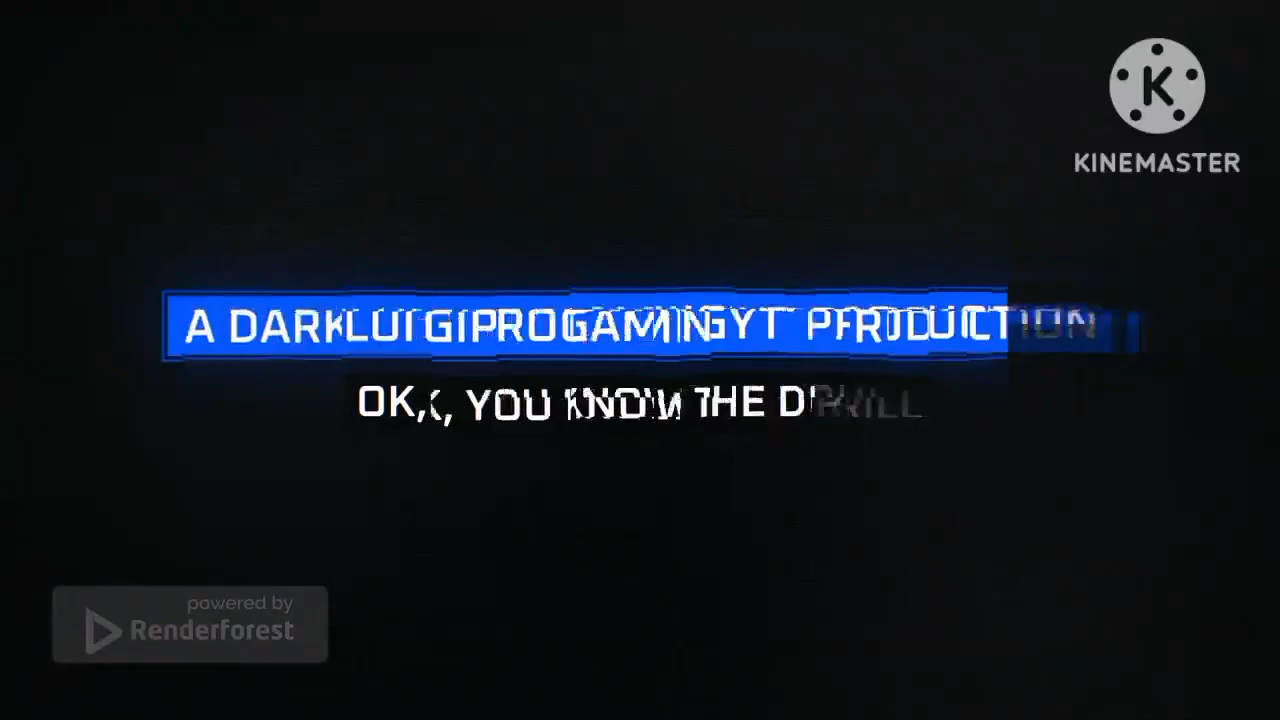 KINEMASTER
A DARKLUIGIPROGAMINGYT PRODUCTION
OK, YOU KNOW THE DRILL
powered by
Renderforest